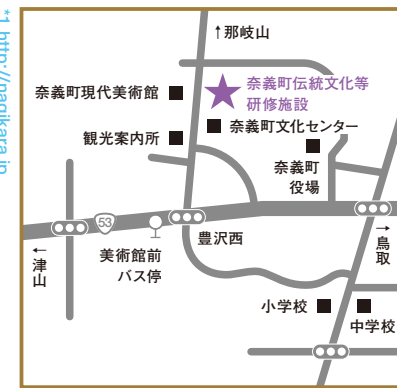 *1 http://nagikara.jp
↑那岐山
奈義町現代美術館
奈義町伝統文化等
研修施設
観光案内所
奈義町文化センター
奈義町
役場
53
豊沢西
美術館前
バス停
←津山
→鳥取
小学校
中学校